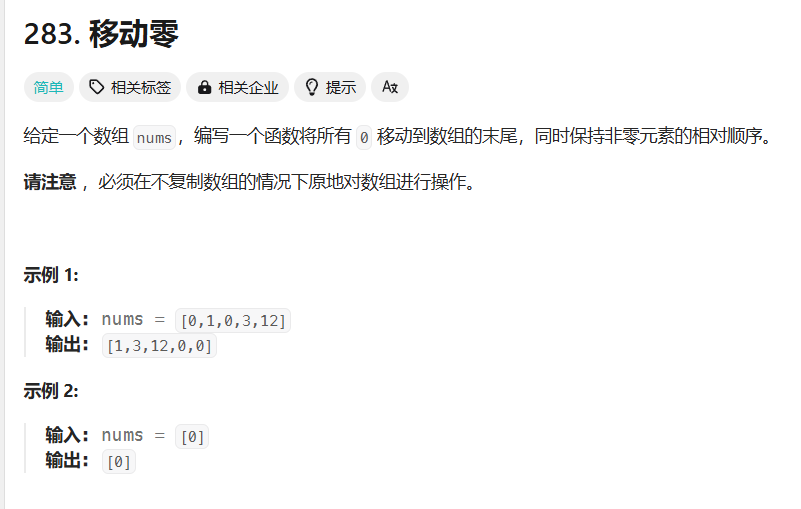 283. 移动零
简单 相关标签 相关企业 提示 Aあ
给定一个数组 nums，编写一个函数将所有 0 移动到数组的末尾，同时保持非零元素的相对顺序。
请注意 ，必须在不复制数组的情况下原地对数组进行操作。
示例 1:
输入: nums = [0,1,0,3,12]
输出: [1,3,12,0,0]
示例 2:
输入: nums = [0]
输出: [0]